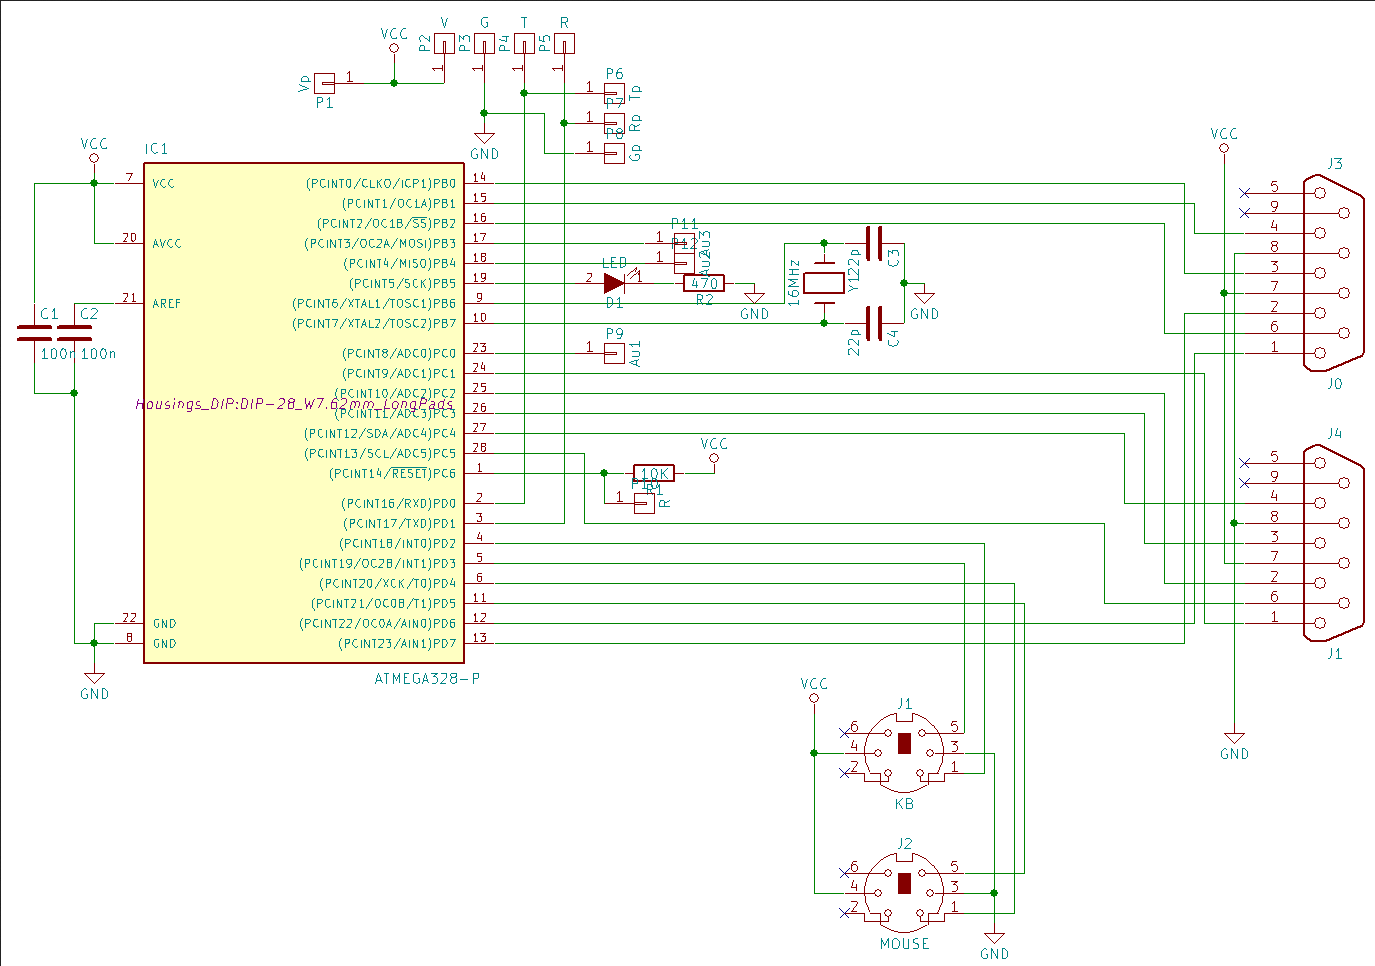 V G T R
VCC P2 P3 P4 P5
1 1 1 1
Vp 1 P1
P6 1 Tp
P7 1 Rp
P8 1 Gp
GND
VCC IC1
7 VCC (PCINT0/CLKO/ICP1)PB0 14
(PCINT1/OC1A)PB1 15
(PCINT2/OC1B/SS)PB2 16
20 AVCC (PCINT3/OC2A/MOSI)PB3 17
(PCINT4/MISO)PB4 18
(PCINT5/SCK)PB5 19
21 AREF (PCINT6/XTAL1/TOSC1)PB6 9
(PCINT7/XTAL2/TOSC2)PB7 10
(PCINT8/ADC0)PC0 23
(PCINT9/ADC1)PC1 24
(PCINT10/ADC2)PC2 25
Housings_DIP:DIP-28_W7.62mm_LongPads
(PCINT11/ADC3)PC3 26
(PCINT12/SDA/ADC4)PC4 27
(PCINT13/SCL/ADC5)PC5 28
(PCINT14/RESET)PC6 1
(PCINT16/RXD)PD0 2
(PCINT17/TXD)PD1 3
(PCINT18/INT0)PD2 4
(PCINT19/OC2B/INT1)PD3 5
(PCINT20/XCK/T0)PD4 6
(PCINT21/OC0B/T1)PD5 11
22 GND (PCINT22/OC0A/AIN0)PD6 12
8 GND (PCINT23/AIN1)PD7 13
ATMEGA328-P
GND
C1 C2
100n 100n
P11 1 Au3
P12 1 Au2
LED 2 1 D1
470 R2
GND
16MHz Y1
22p C3
22p C4
GND
P9 1 Au1
10K R1 VCC
P10 1 R
VCC
J3
5
9
4
8
3
7
2
6
1
J0
J4
5
9
4
8
3
7
2
6
1
J1
GND
VCC
J1
6 5
4 3
2 1
KB
J2
6 5
4 3
2 1
MOUSE
GND